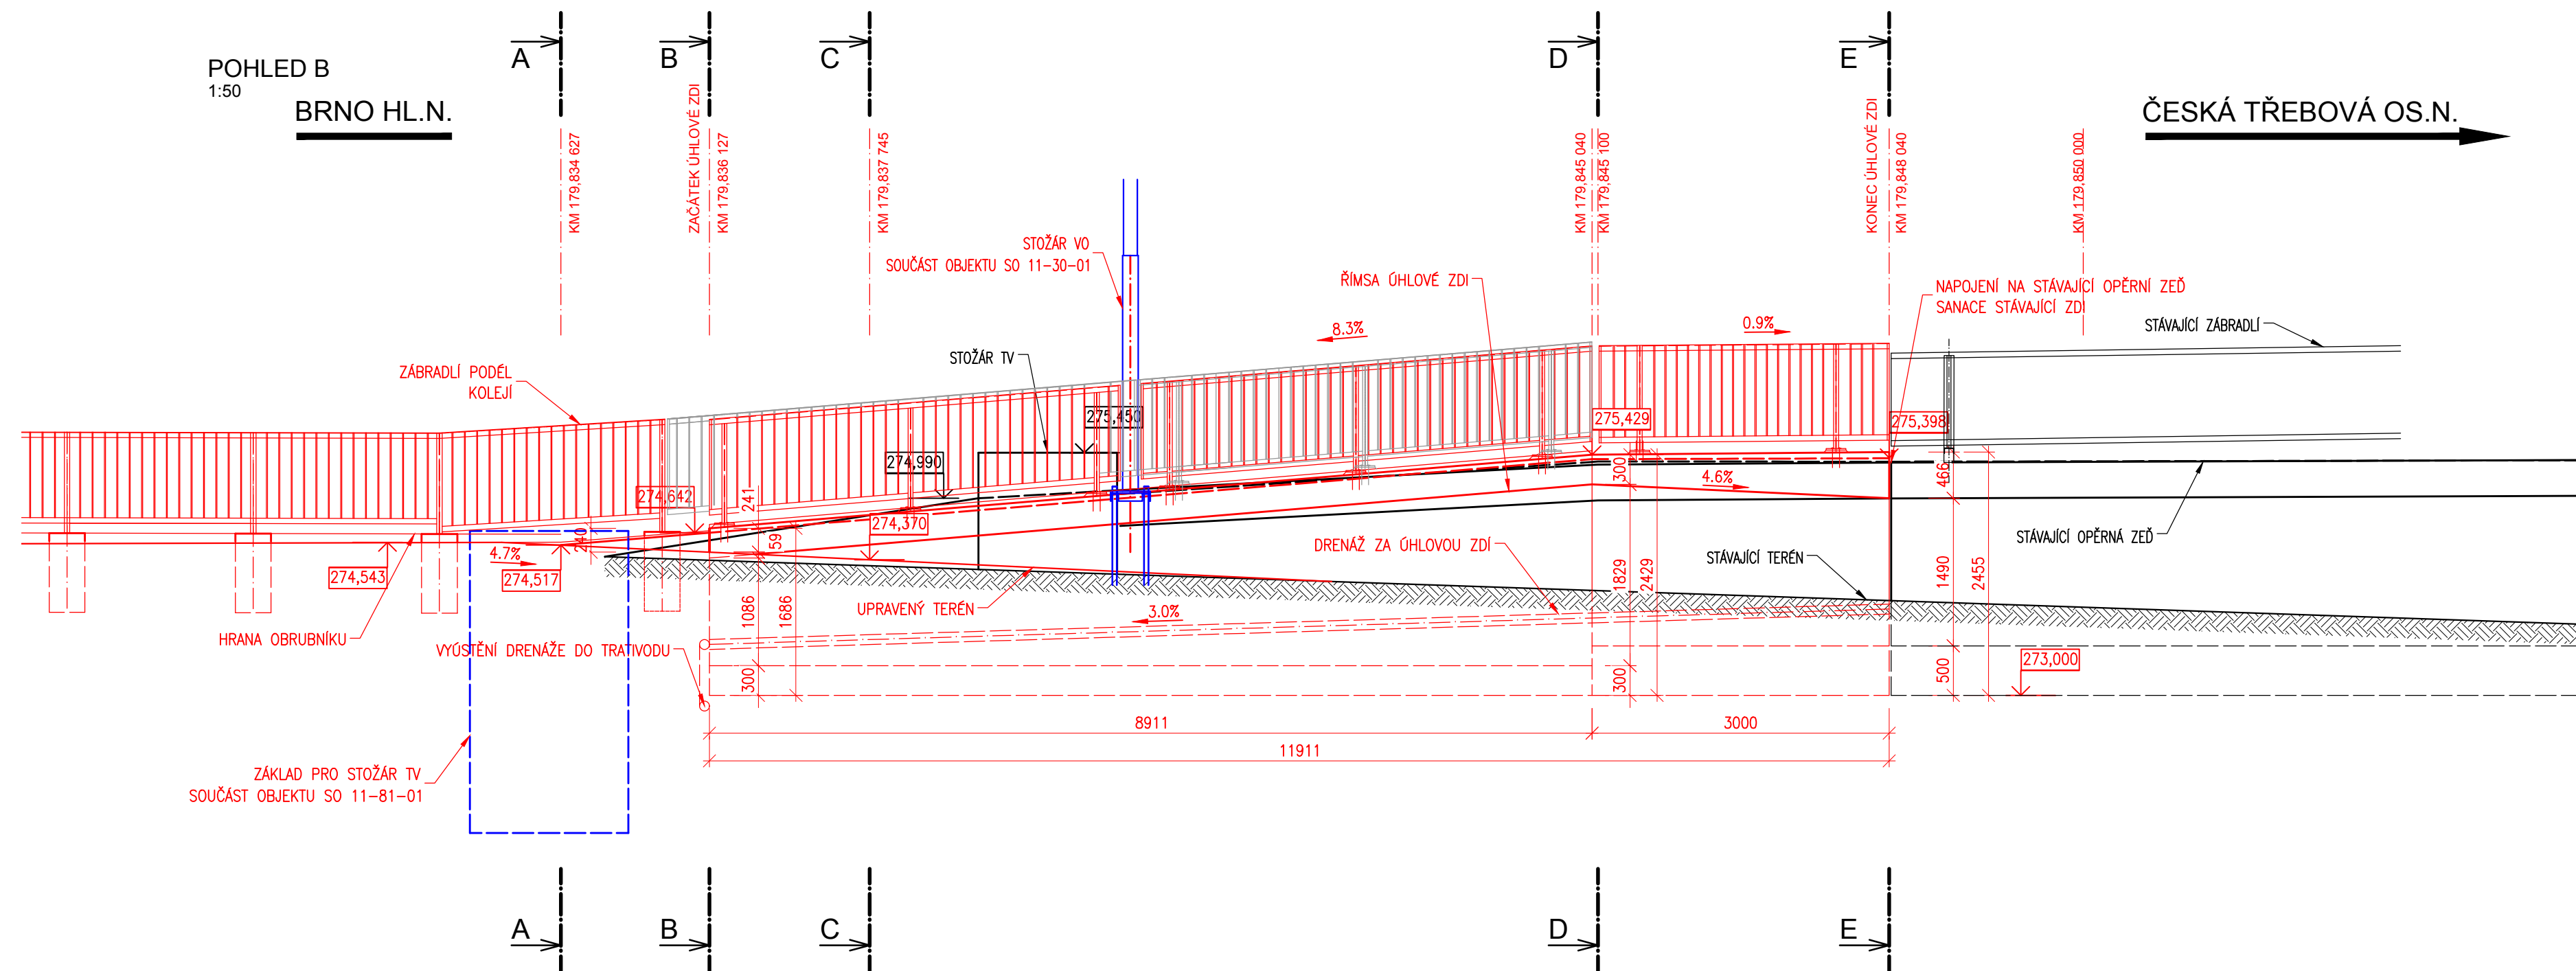 POHLED B
1:50
BRNO HL.N.
ČESKÁ TŘEBOVÁ OS.N.
A
B
C
D
E
KM 179,834 627
ZAČÁTEK ÚHLOVÉ ZDI
KM 179,836 127
KM 179,837 745
KM 179,845 040
KM 179,845 100
KONEC ÚHLOVÉ ZDI
KM 179,848 040
KM 179,850 000
STOŽÁR VO
SOUČÁST OBJEKTU SO 11-30-01
ŘÍMSA ÚHLOVÉ ZDI
NAPOJENÍ NA STÁVAJÍCÍ OPĚRNÍ ZEĎ
SANACE STÁVAJÍCÍ ZDI
STÁVAJÍCÍ ZÁBRADLÍ
8.3%
0.9%
STOŽÁR TV
ZÁBRADLÍ PODÉL
KOLEJÍ
275,450
275,429
275,398
274,990
274,642
241
274,370
300
4.6%
466
240
59
4.7%
274,543
274,517
DRENÁŽ ZA ÚHLOVOU ZDÍ
STÁVAJÍCÍ TERÉN
STÁVAJÍCÍ OPĚRNÁ ZEĎ
1829
2429
1490
2455
1086
1686
UPRAVENÝ TERÉN
3.0%
HRANA OBRUBNÍKU
VYÚSTĚNÍ DRENÁŽE DO TRATIVODU
300
300
500
273,000
8911
3000
11911
ZÁKLAD PRO STOŽÁR TV
SOUČÁST OBJEKTU SO 11-81-01
A
B
C
D
E